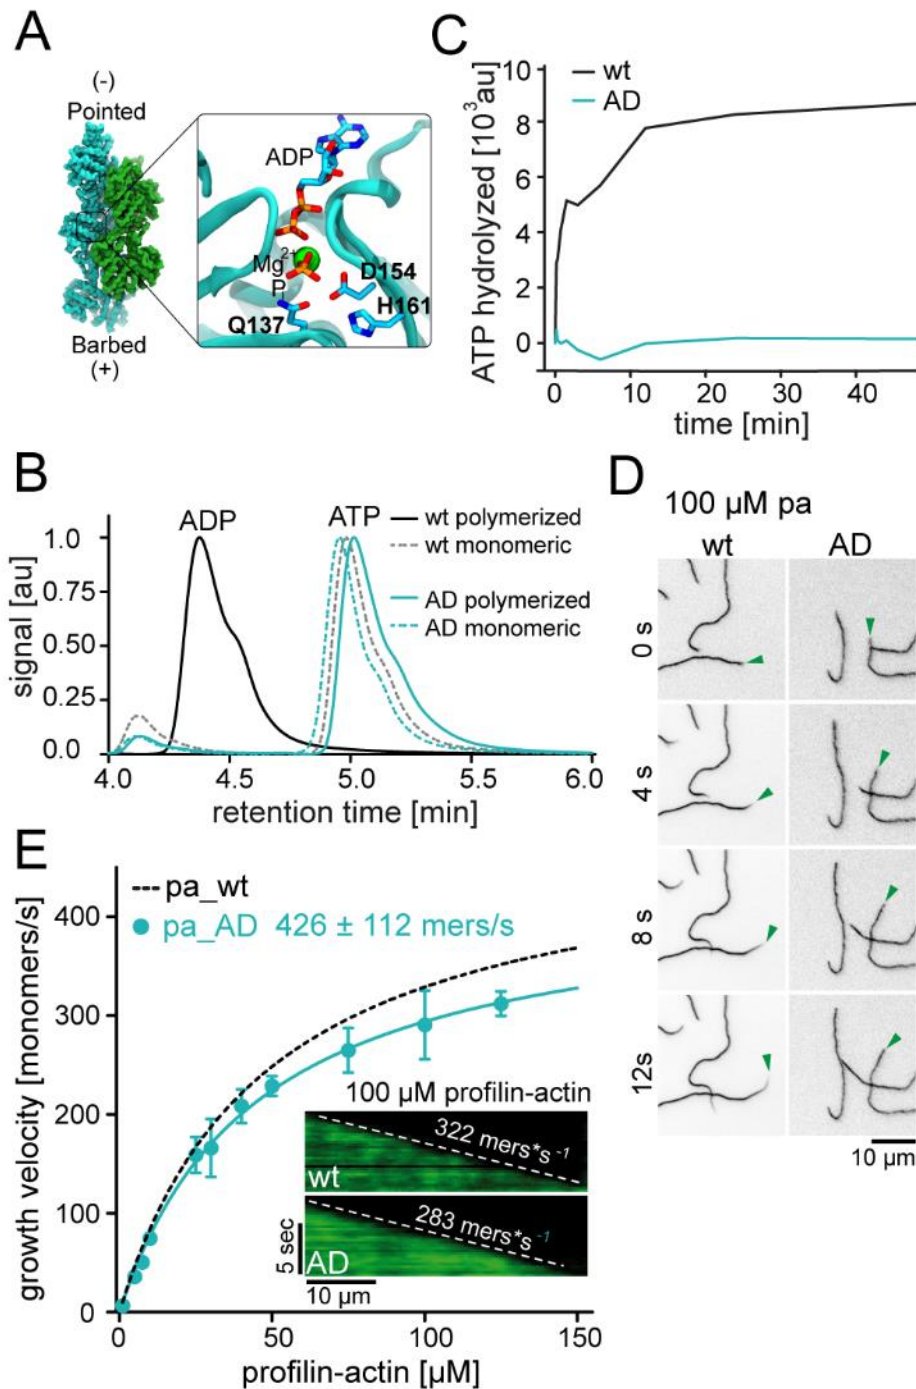 A
(-)
Pointed
Barbed
(+)
ADP
Mg2+
Pi
D154
H161
Q137
C
ATP hydrolyzed [10³au]
10
8
6
4
2
0
wt
AD
0 10 20 30 40
time [min]
B
ADP
ATP
wt polymerized
wt monomeric
AD polymerized
AD monomeric
signal [au]
1.0
0.75
0.50
0.25
0.0
4.0 4.5 5.0 5.5 6.0
retention time [min]
D
100 µM pa
wt AD
0 s
4 s
8 s
12s
10 µm
E
pa_wt
pa_AD 426 ± 112 mers/s
growth velocity [monomers/s]
400
300
200
100
0
100 µM profilin-actin
322 mers*s⁻¹
wt
283 mers*s⁻¹
AD
5 sec
10 µm
0 50 100 150
profilin-actin [µM]